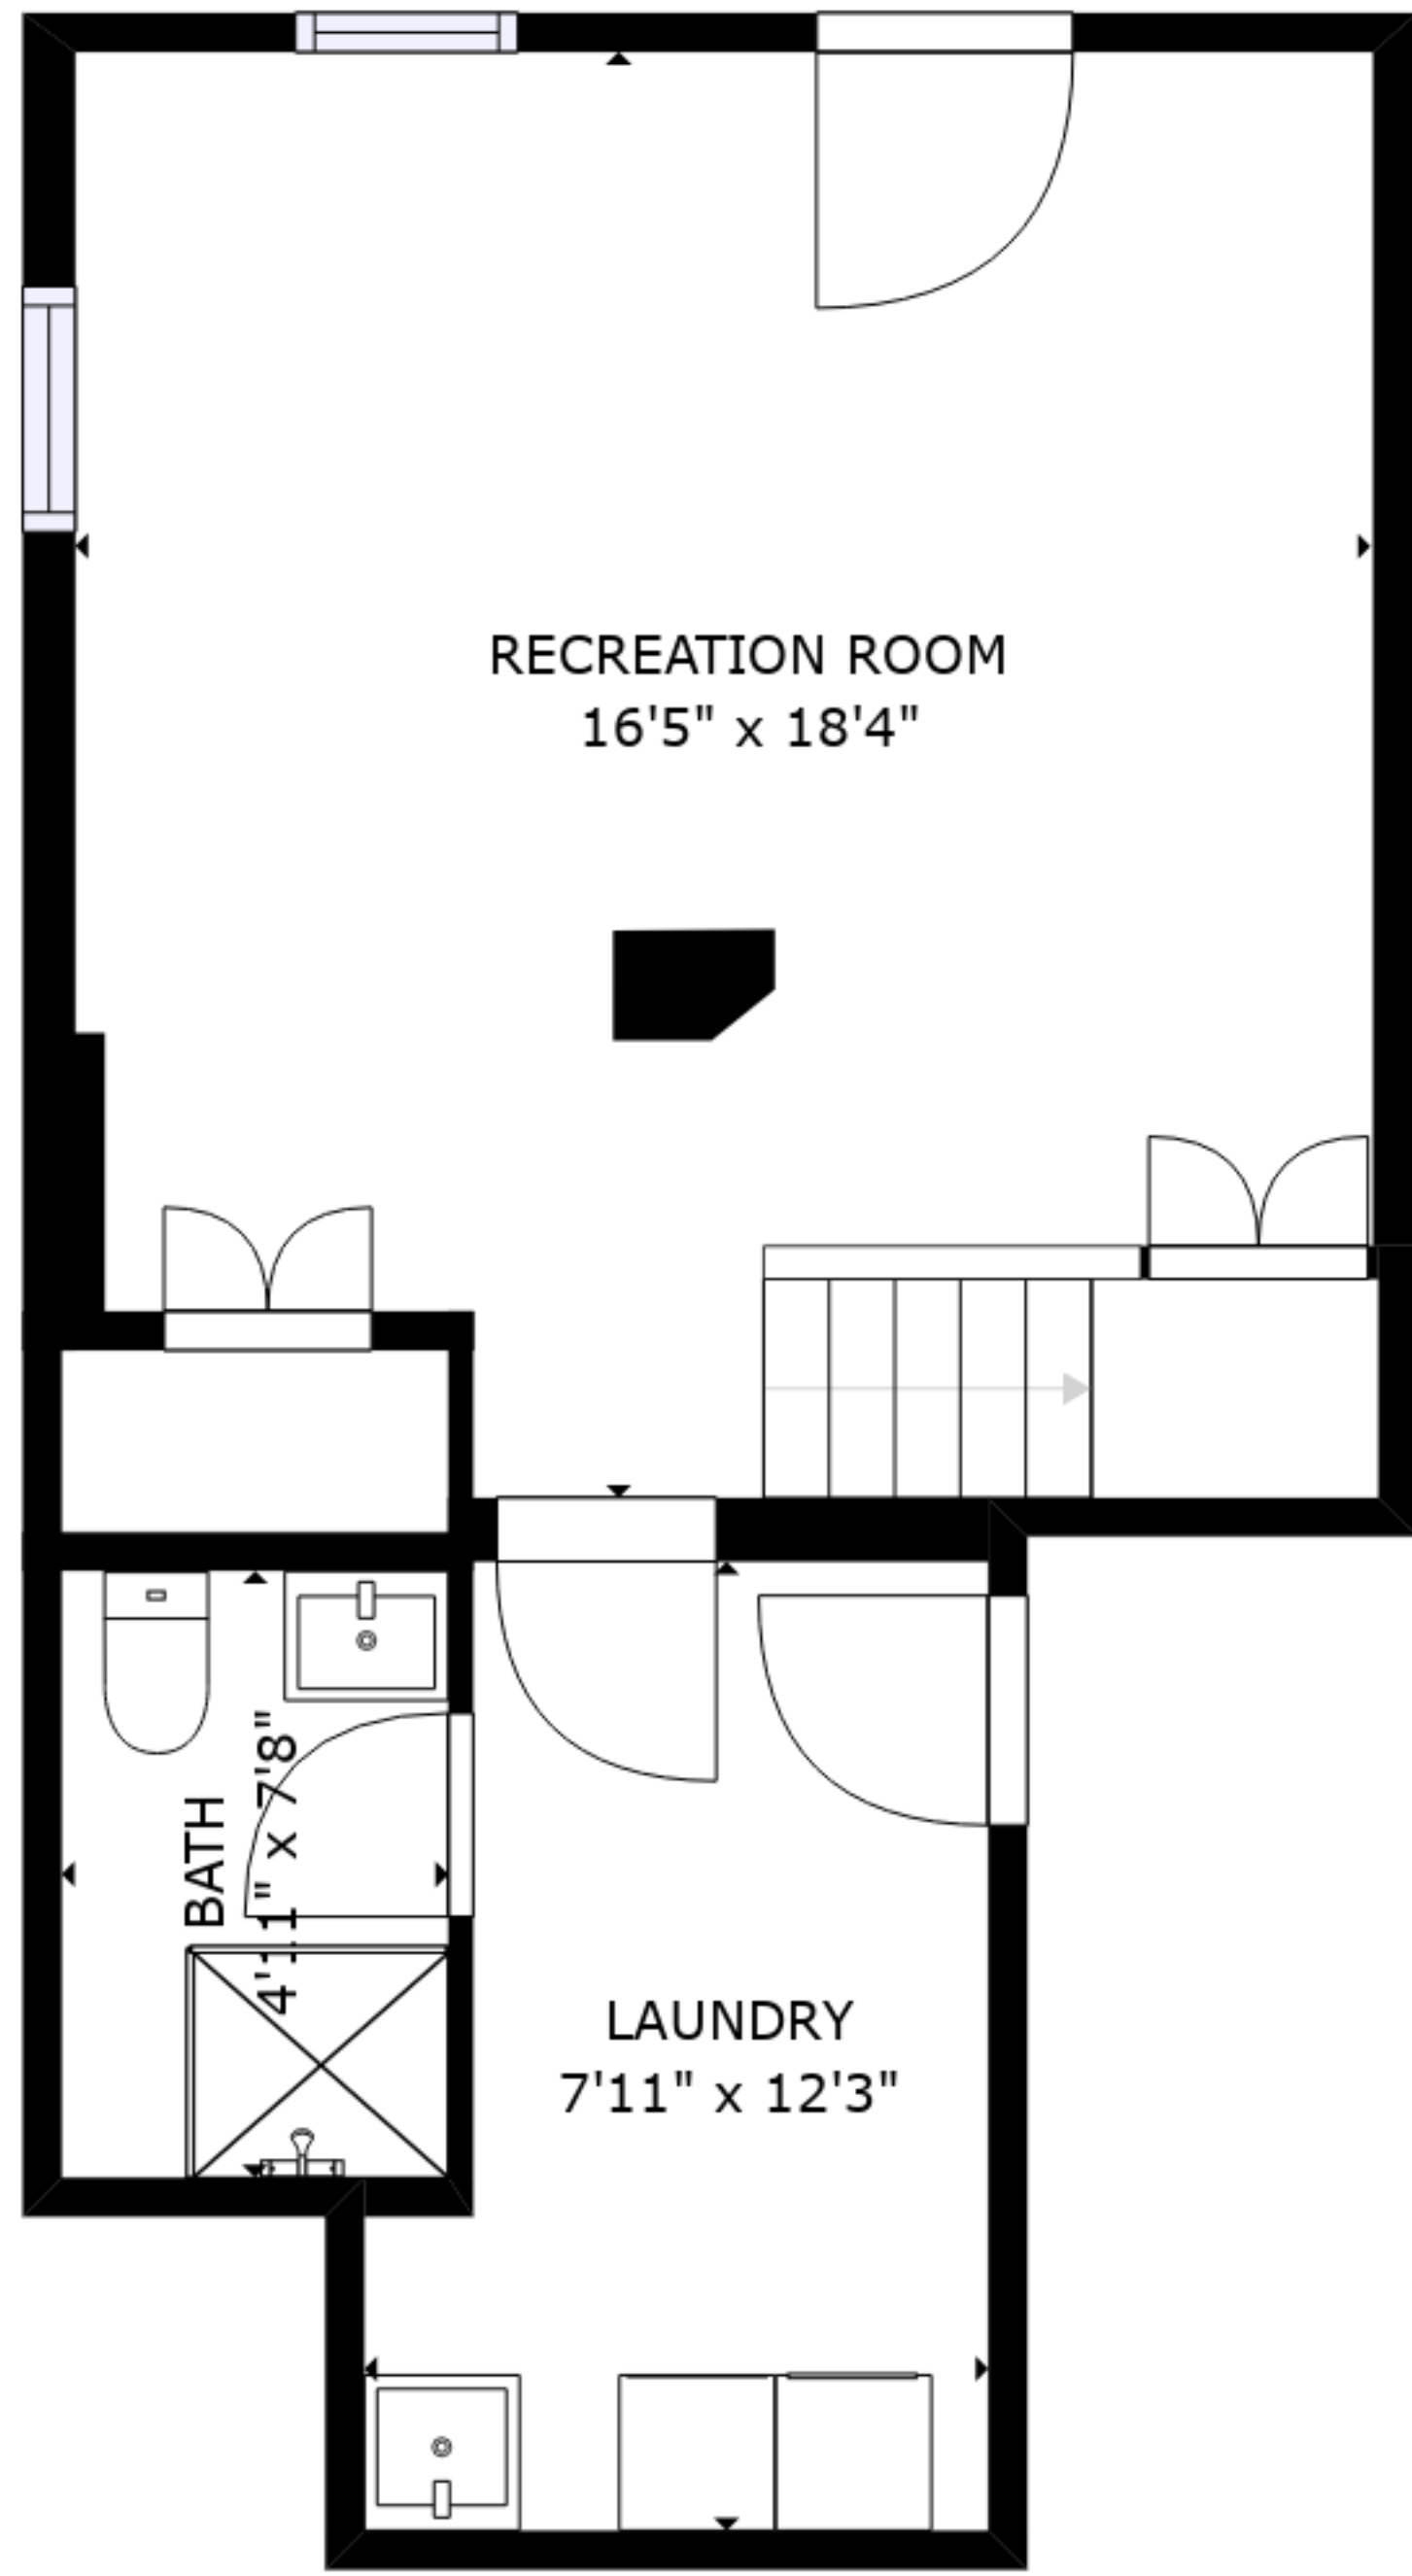 RECREATION ROOM
16'5" x 18'4"
BATH
4'11" x 7'8"
LAUNDRY
7'11" x 12'3"